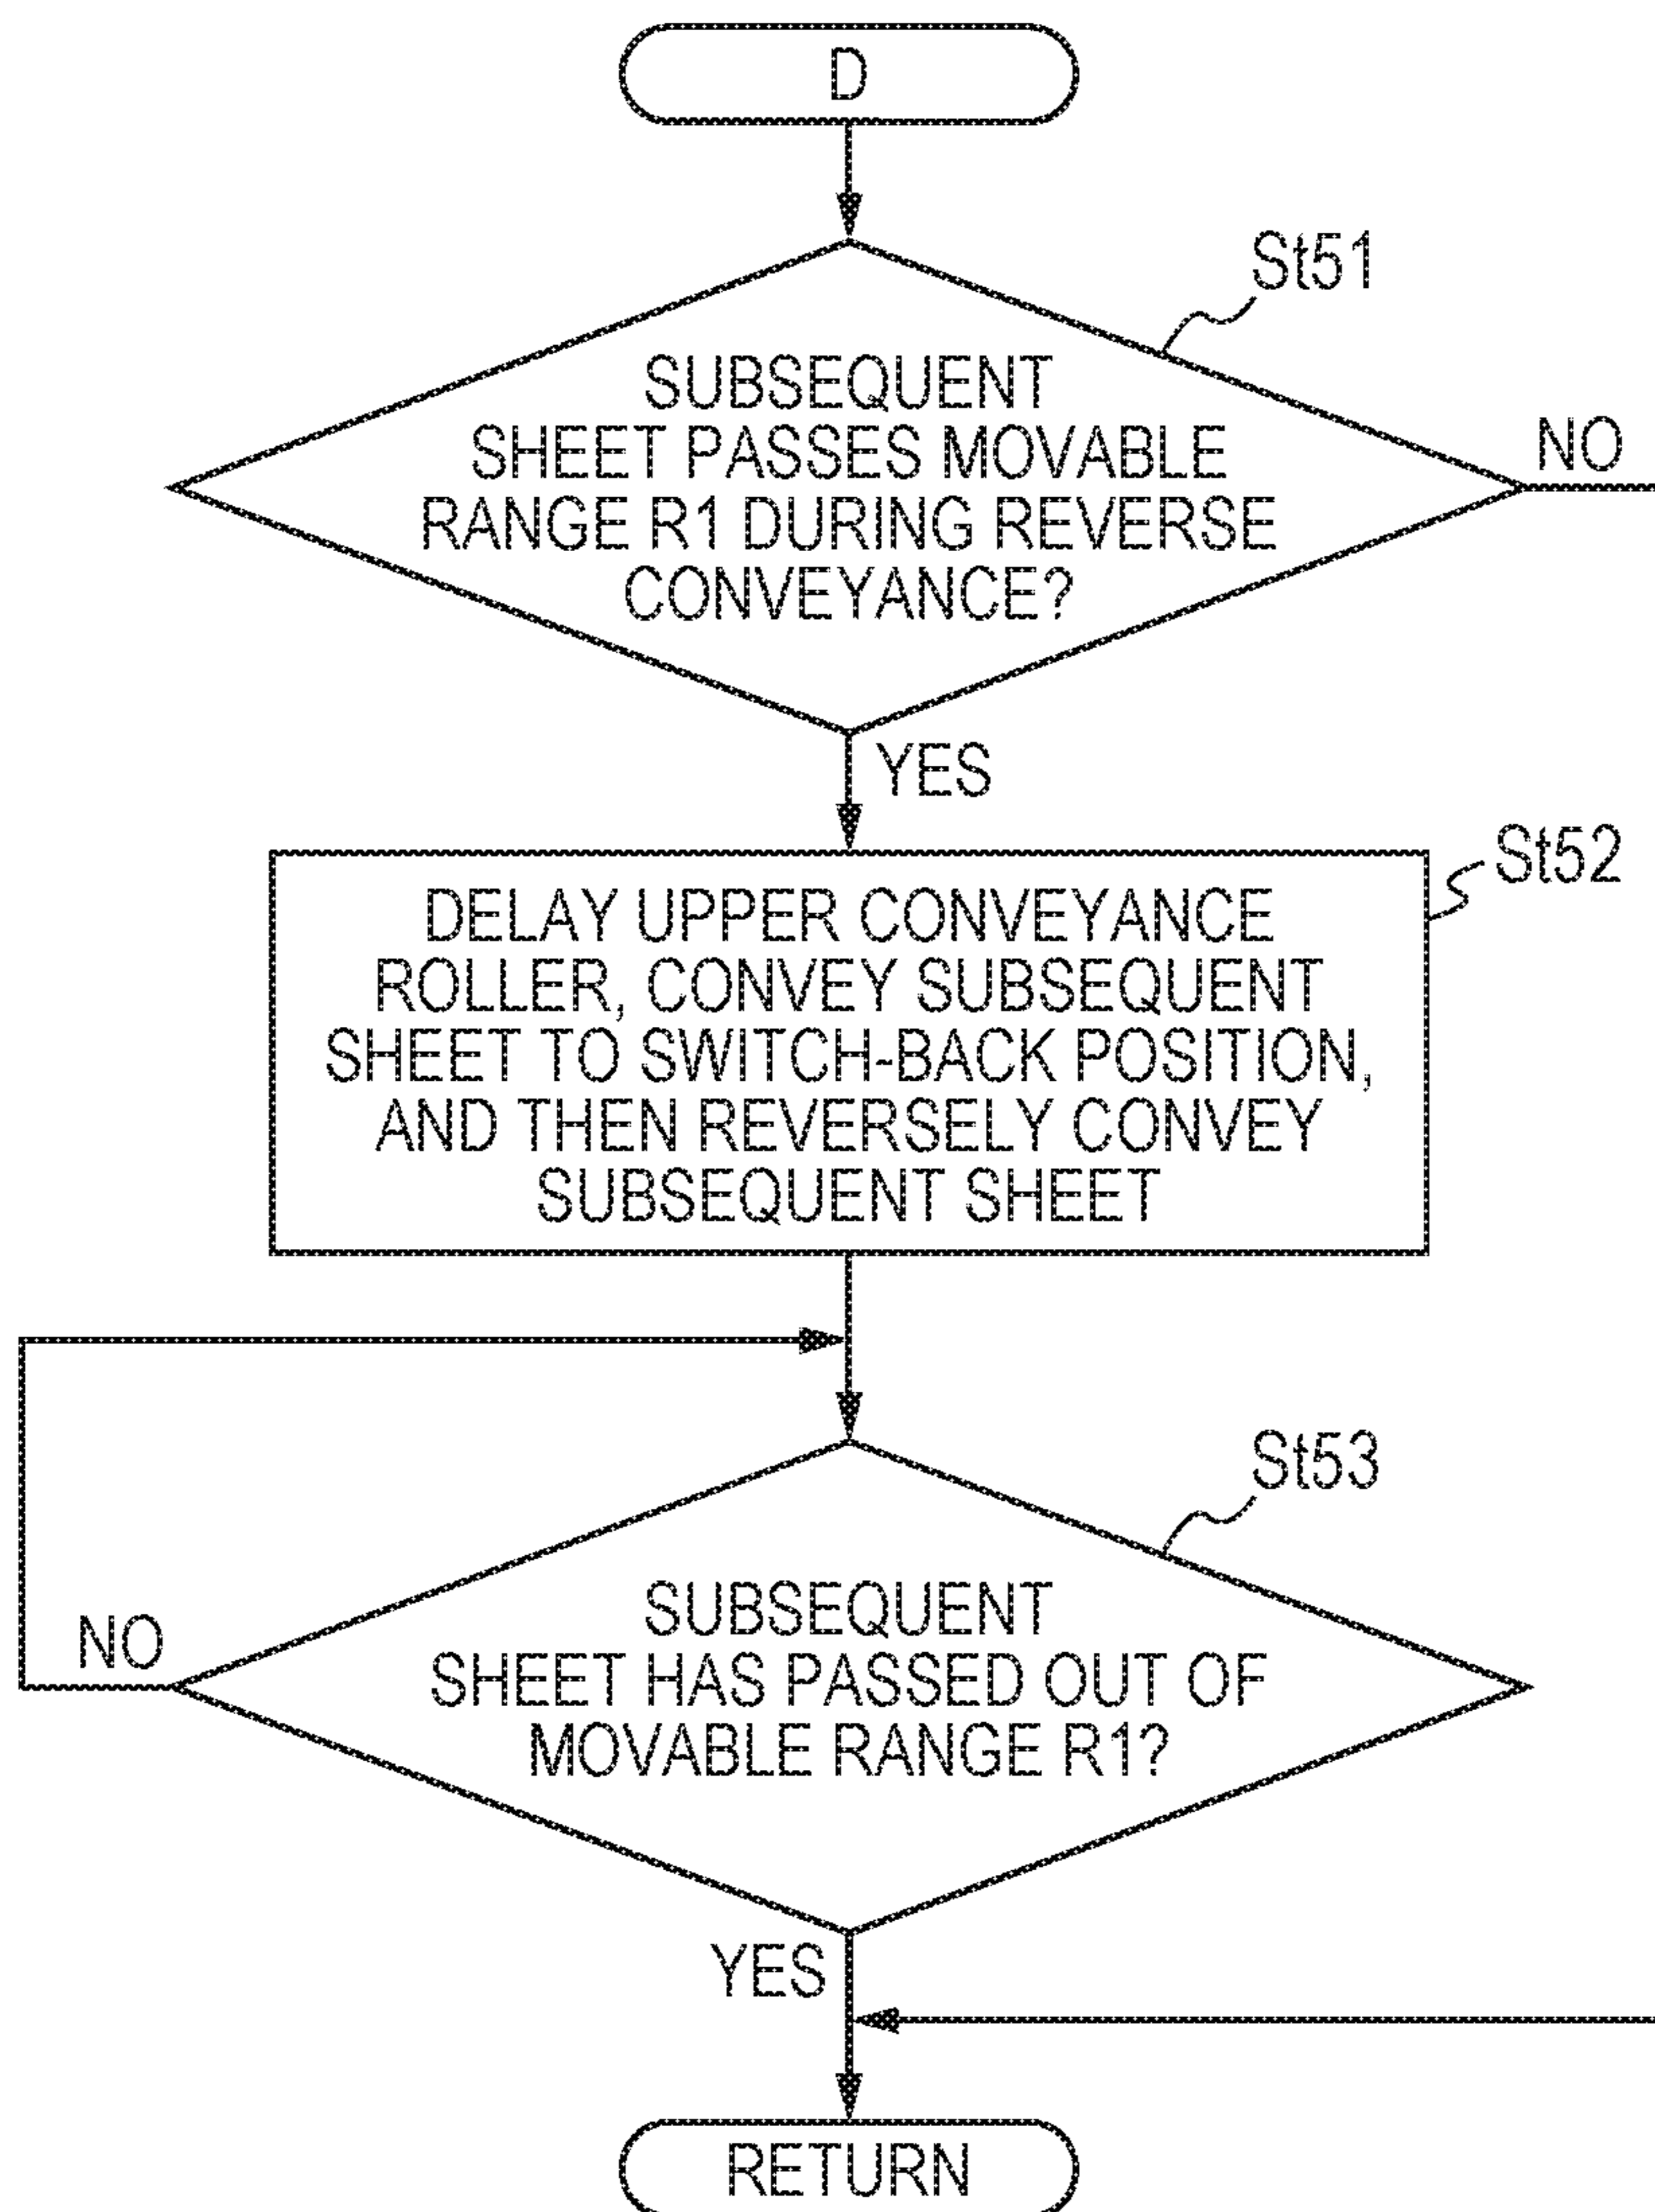 D
St51
SUBSEQUENT
SHEET PASSES MOVABLE
RANGE R1 DURING REVERSE
CONVEYANCE?
NO
YES
St52
DELAY UPPER CONVEYANCE
ROLLER, CONVEY SUBSEQUENT
SHEET TO SWITCH-BACK POSITION,
AND THEN REVERSELY CONVEY
SUBSEQUENT SHEET
St53
SUBSEQUENT
SHEET HAS PASSED OUT OF
MOVABLE RANGE R1?
NO
YES
RETURN